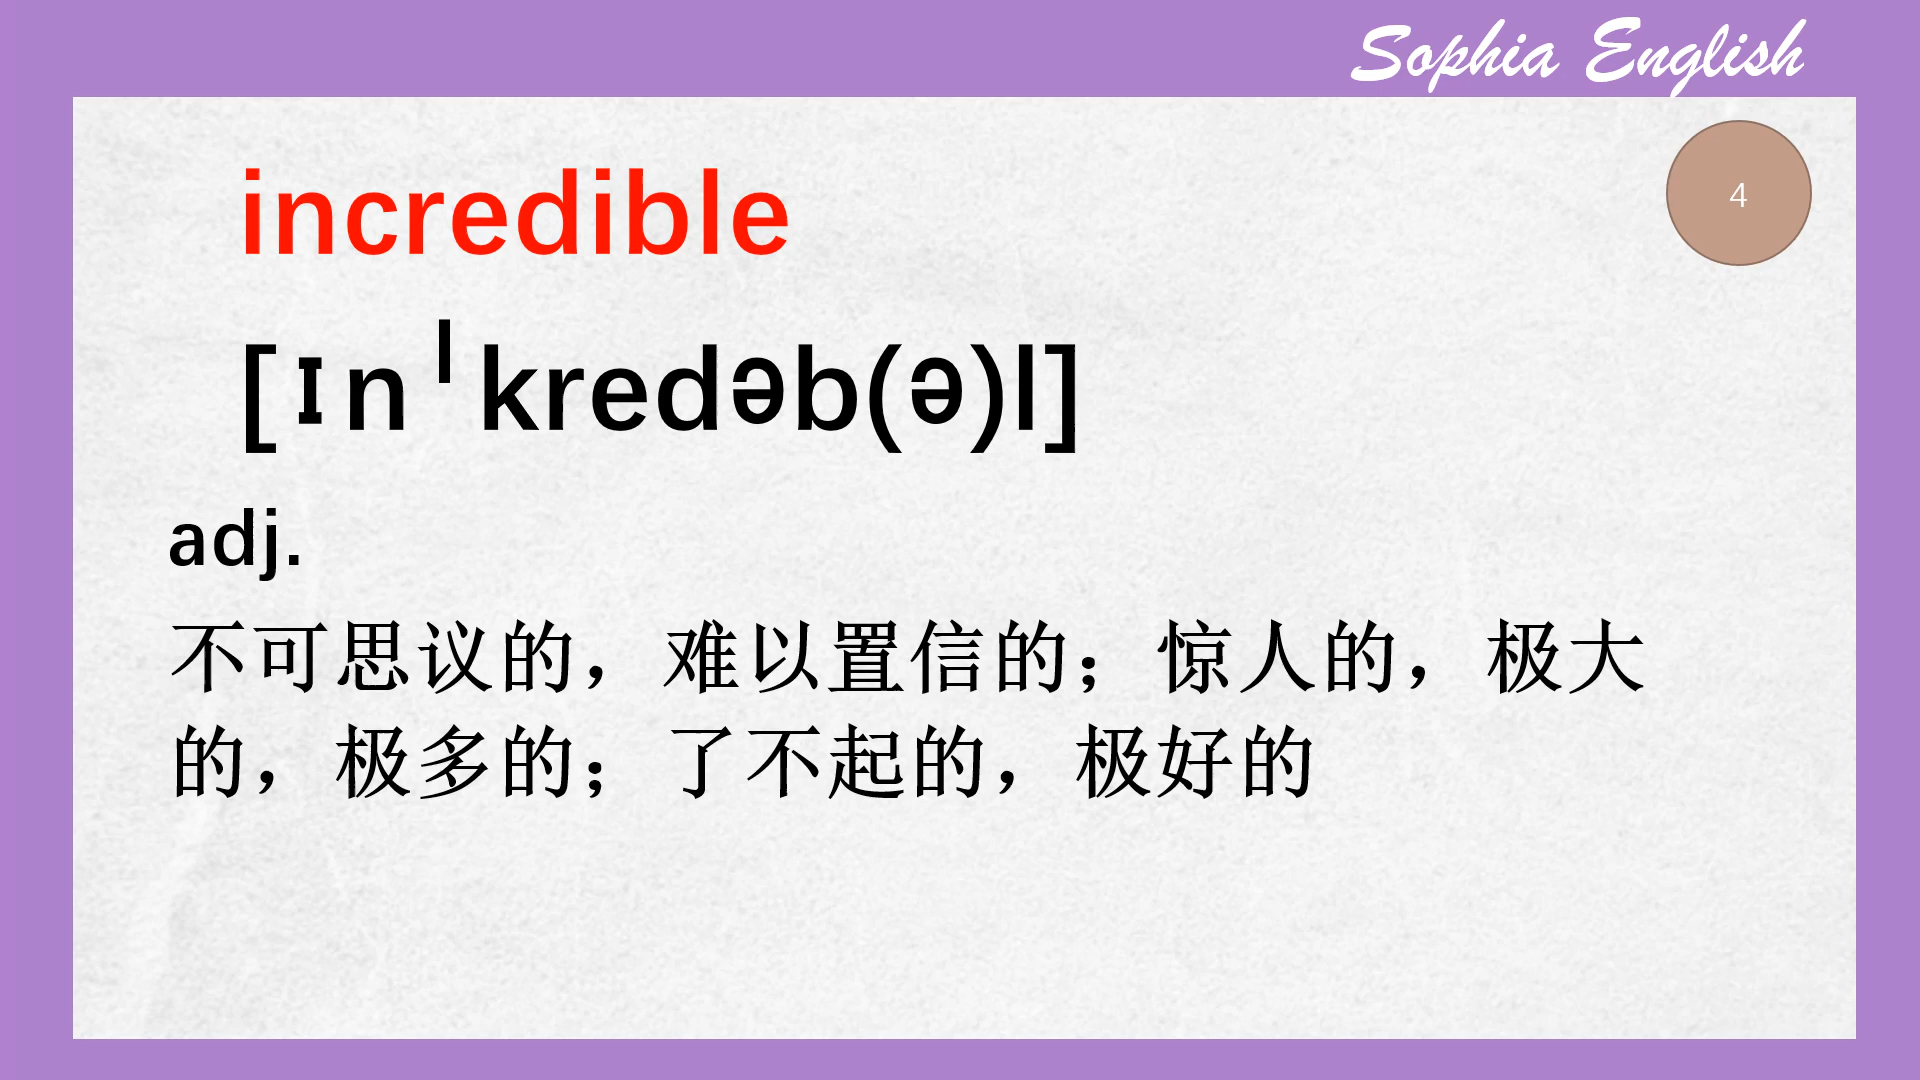 Sophia English
4
incredible
[ɪnˈkredəb(ə)l]
adj.
不可思议的，难以置信的；惊人的，极大
的，极多的；了不起的，极好的